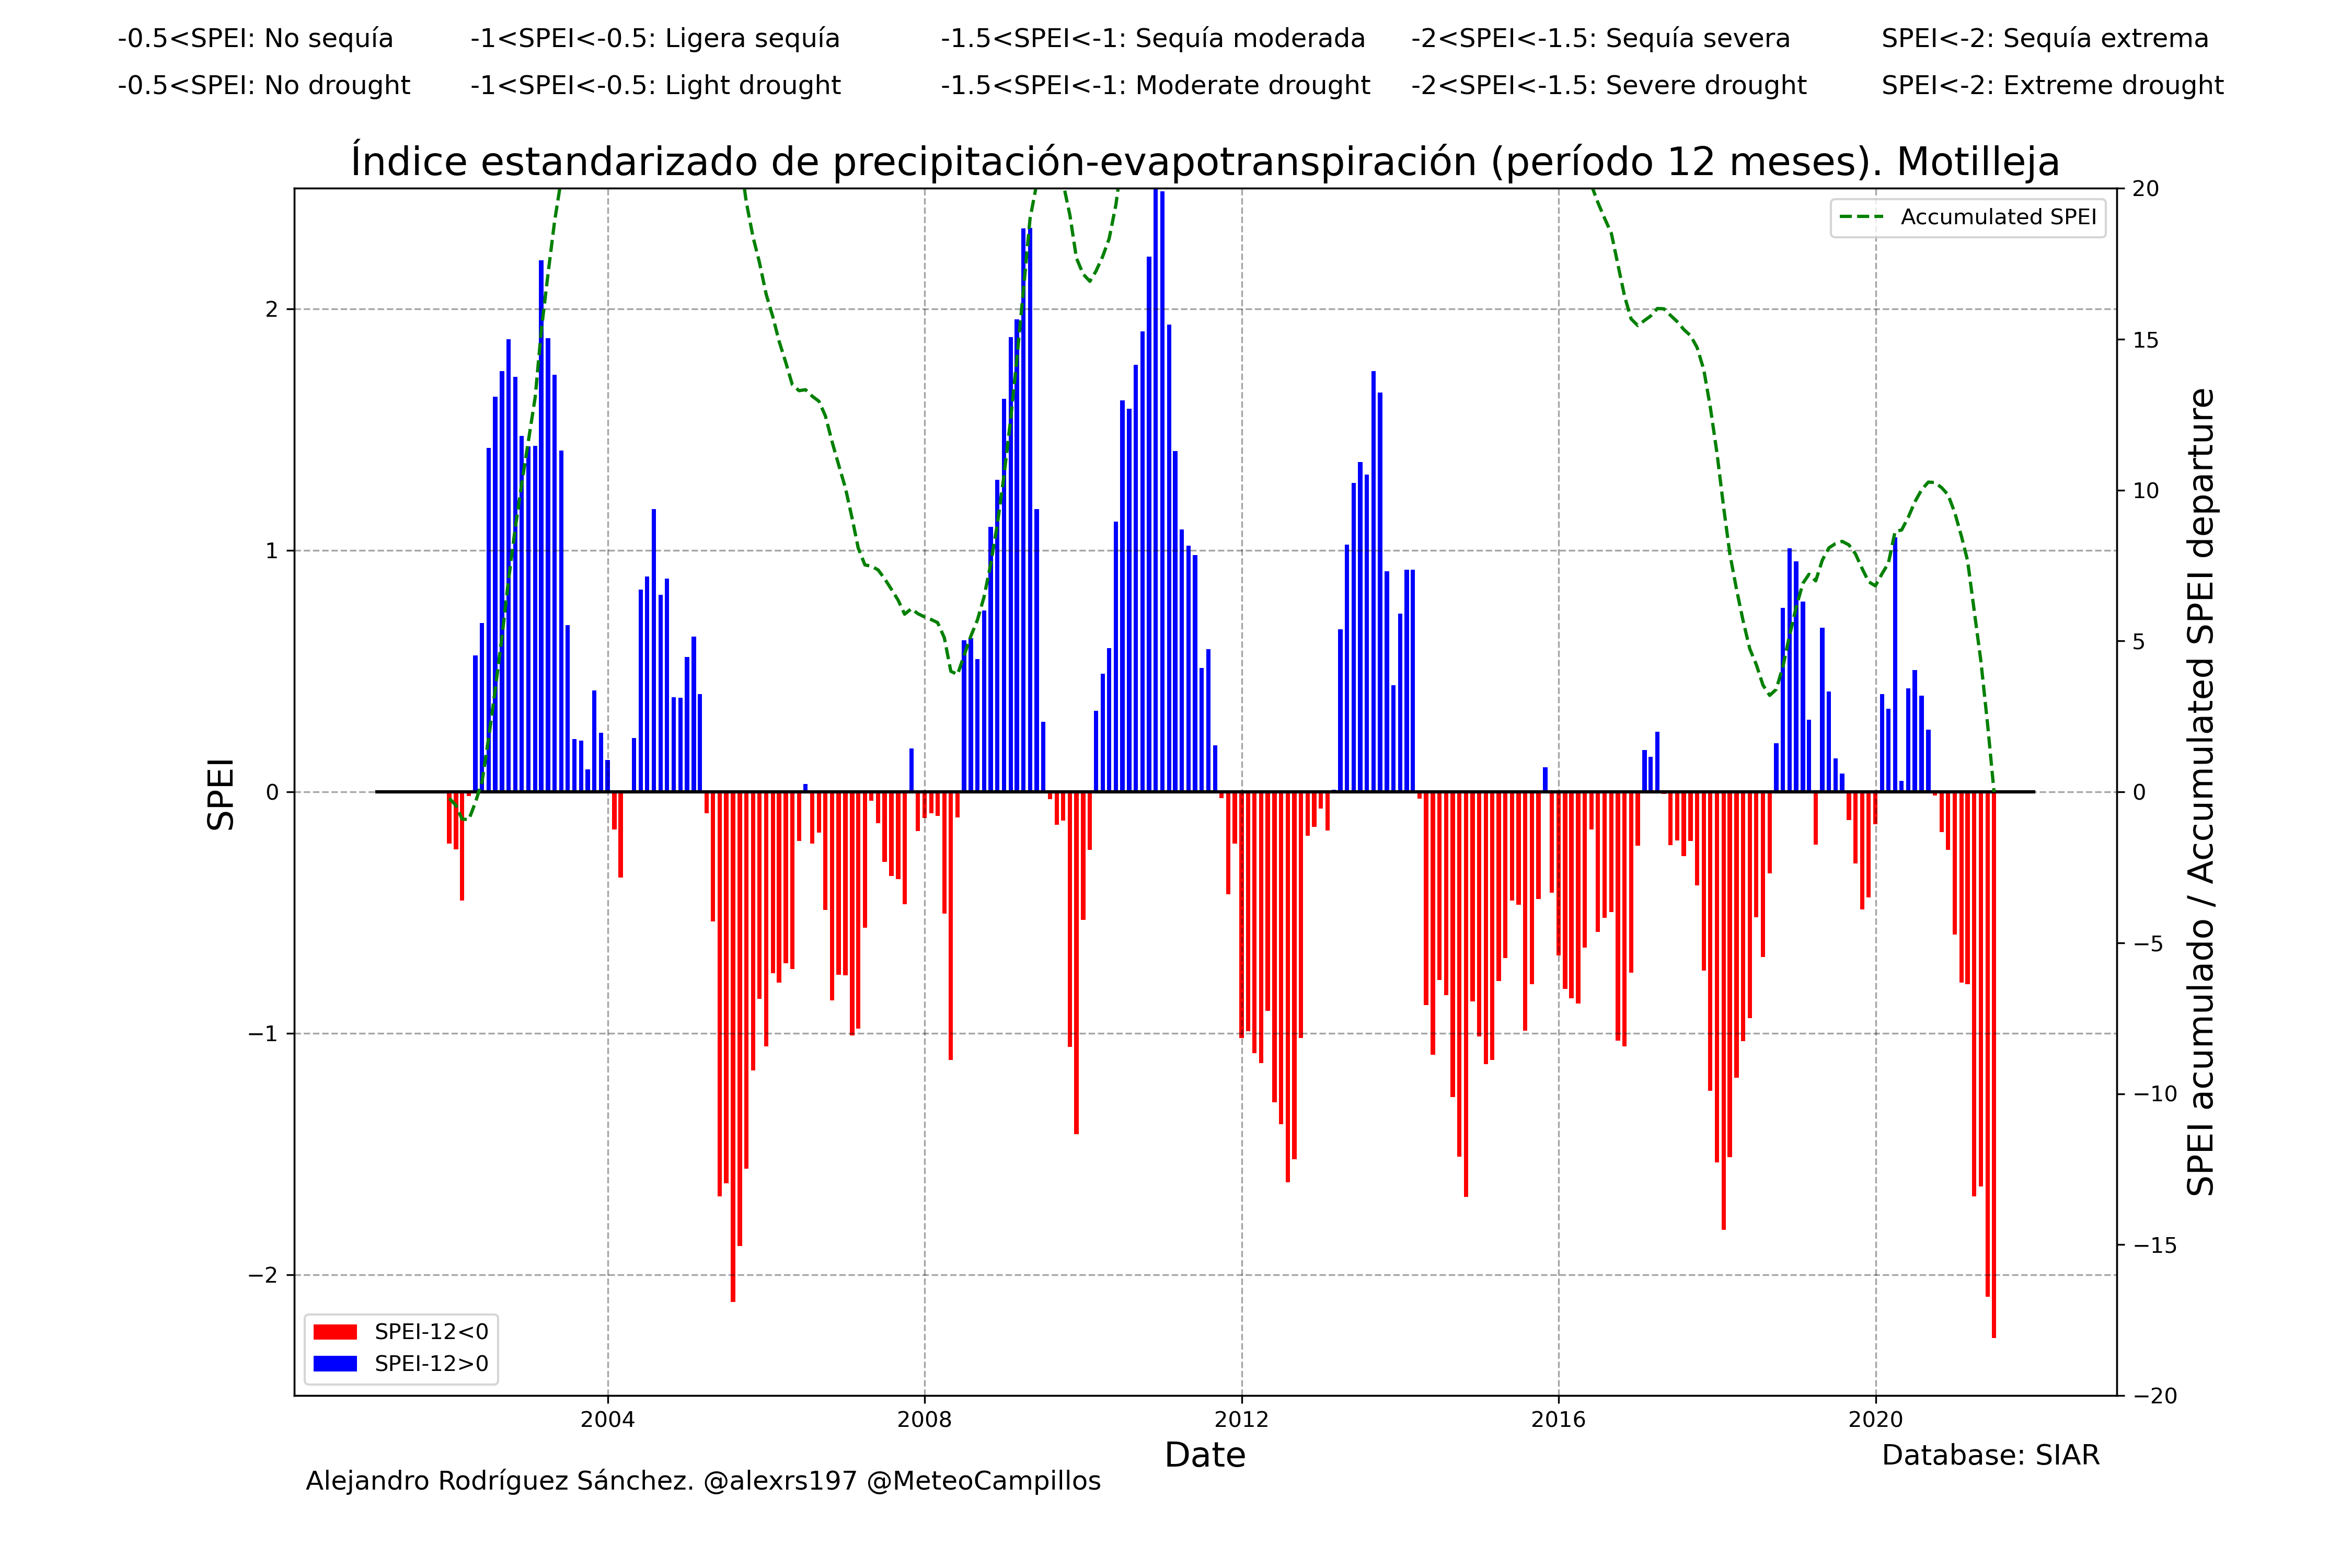 -0.5<SPEI: No sequía -1<SPEI<-0.5: Ligera sequía -1.5<SPEI<-1: Sequía moderada -2<SPEI<-1.5: Sequía severa SPEI<-2: Sequía extrema
-0.5<SPEI: No drought -1<SPEI<-0.5: Light drought -1.5<SPEI<-1: Moderate drought -2<SPEI<-1.5: Severe drought SPEI<-2: Extreme drought
Índice estandarizado de precipitación-evapotranspiración (período 12 meses). Motilleja
Accumulated SPEI
SPEI
2
1
0
−1
−2
20
15
10
5
0
−5
−10
−15
−20
SPEI acumulado / Accumulated SPEI departure
SPEI-12<0
SPEI-12>0
2004 2008 2012 2016 2020
Date
Database: SIAR
Alejandro Rodríguez Sánchez. @alexrs197 @MeteoCampillos